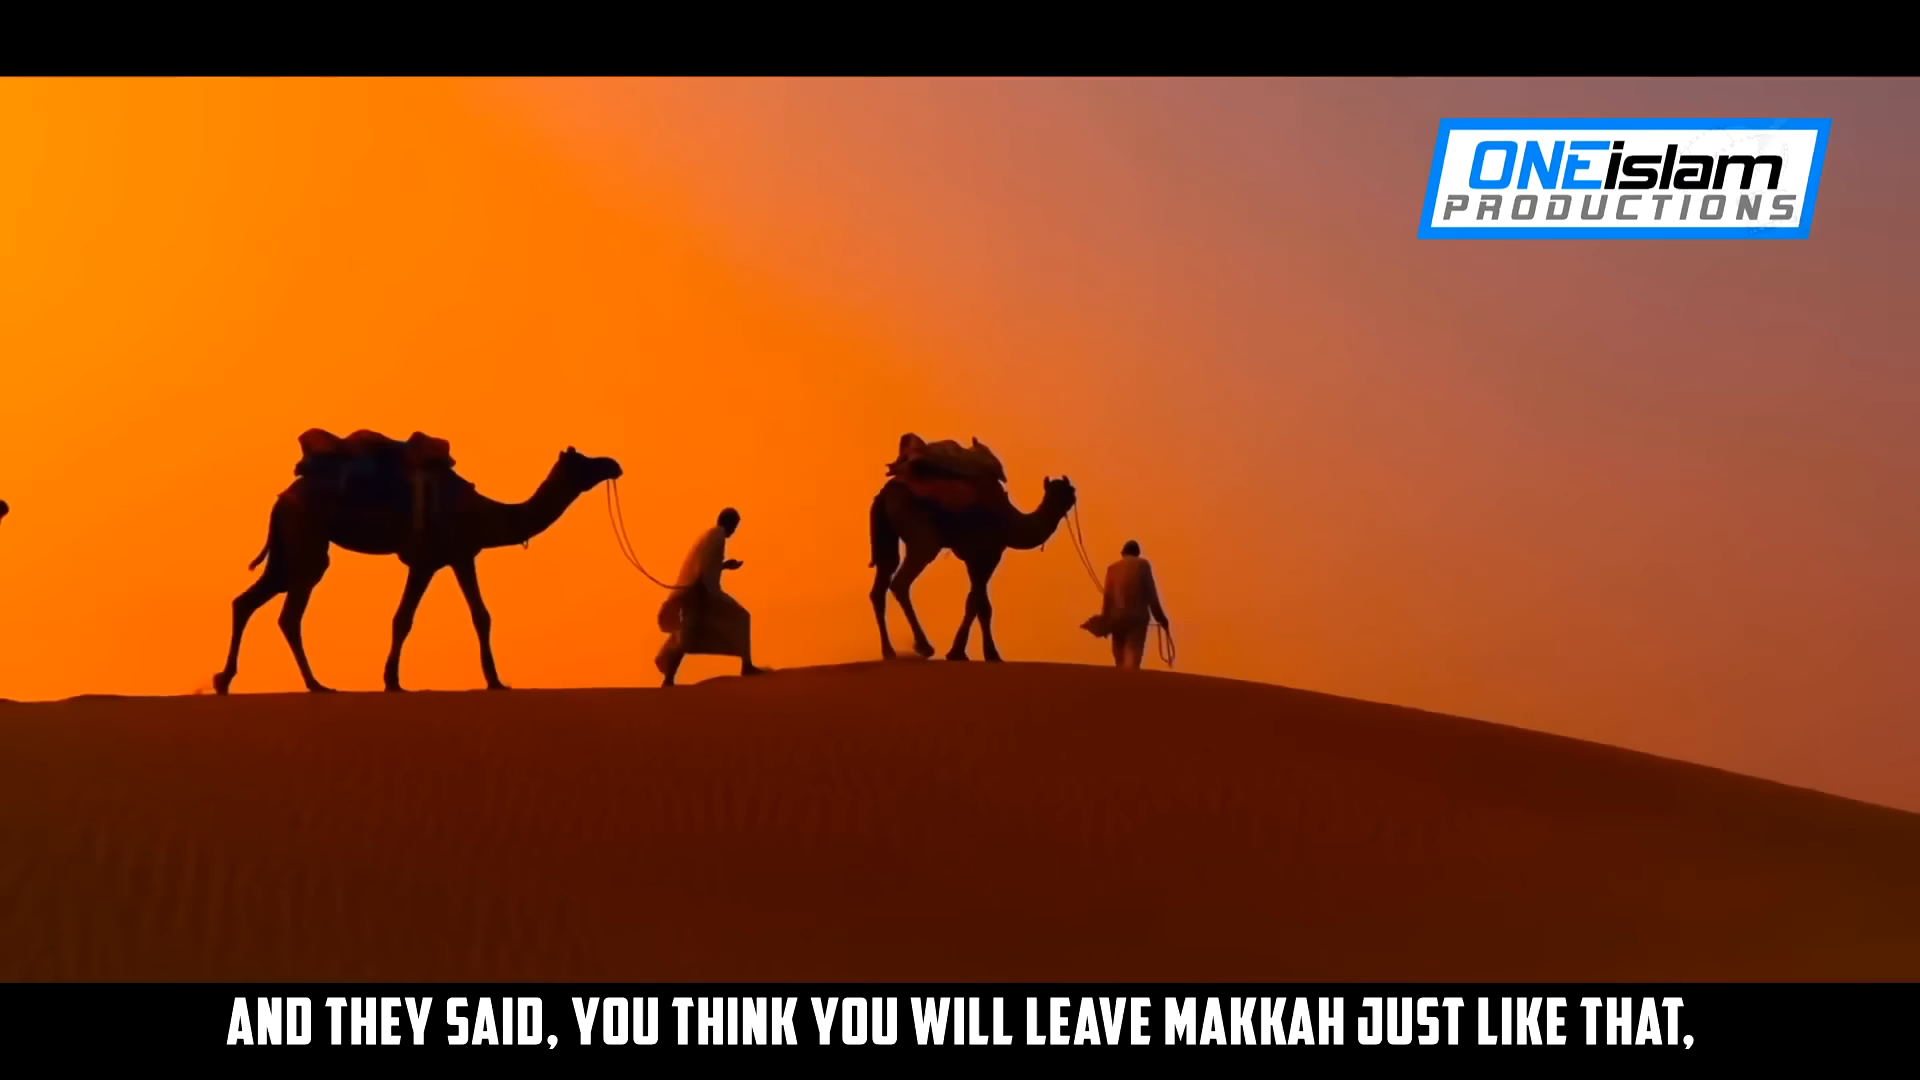 ONEislam
PRODUCTIONS
AND THEY SAID, YOU THINK YOU WILL LEAVE MAKKAH JUST LIKE THAT,